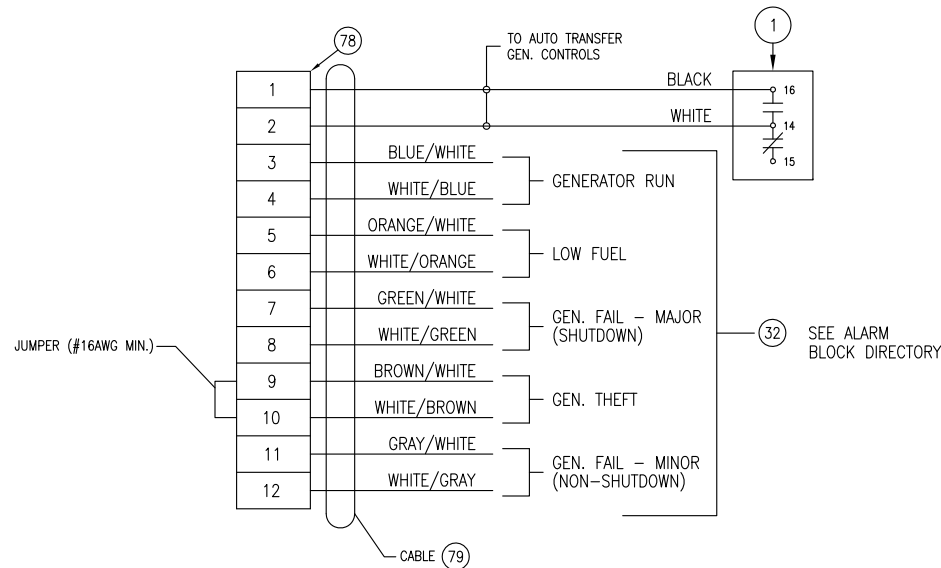 78
1
TO AUTO TRANSFER
GEN. CONTROLS
1
BLACK
16
2
WHITE
14
15
3
BLUE/WHITE
GENERATOR RUN
4
WHITE/BLUE
5
ORANGE/WHITE
LOW FUEL
6
WHITE/ORANGE
7
GREEN/WHITE
GEN. FAIL – MAJOR
(SHUTDOWN)
8
WHITE/GREEN
32
SEE ALARM
BLOCK DIRECTORY
JUMPER (#16AWG MIN.)
9
BROWN/WHITE
GEN. THEFT
10
WHITE/BROWN
11
GRAY/WHITE
GEN. FAIL – MINOR
(NON-SHUTDOWN)
12
WHITE/GRAY
CABLE 79